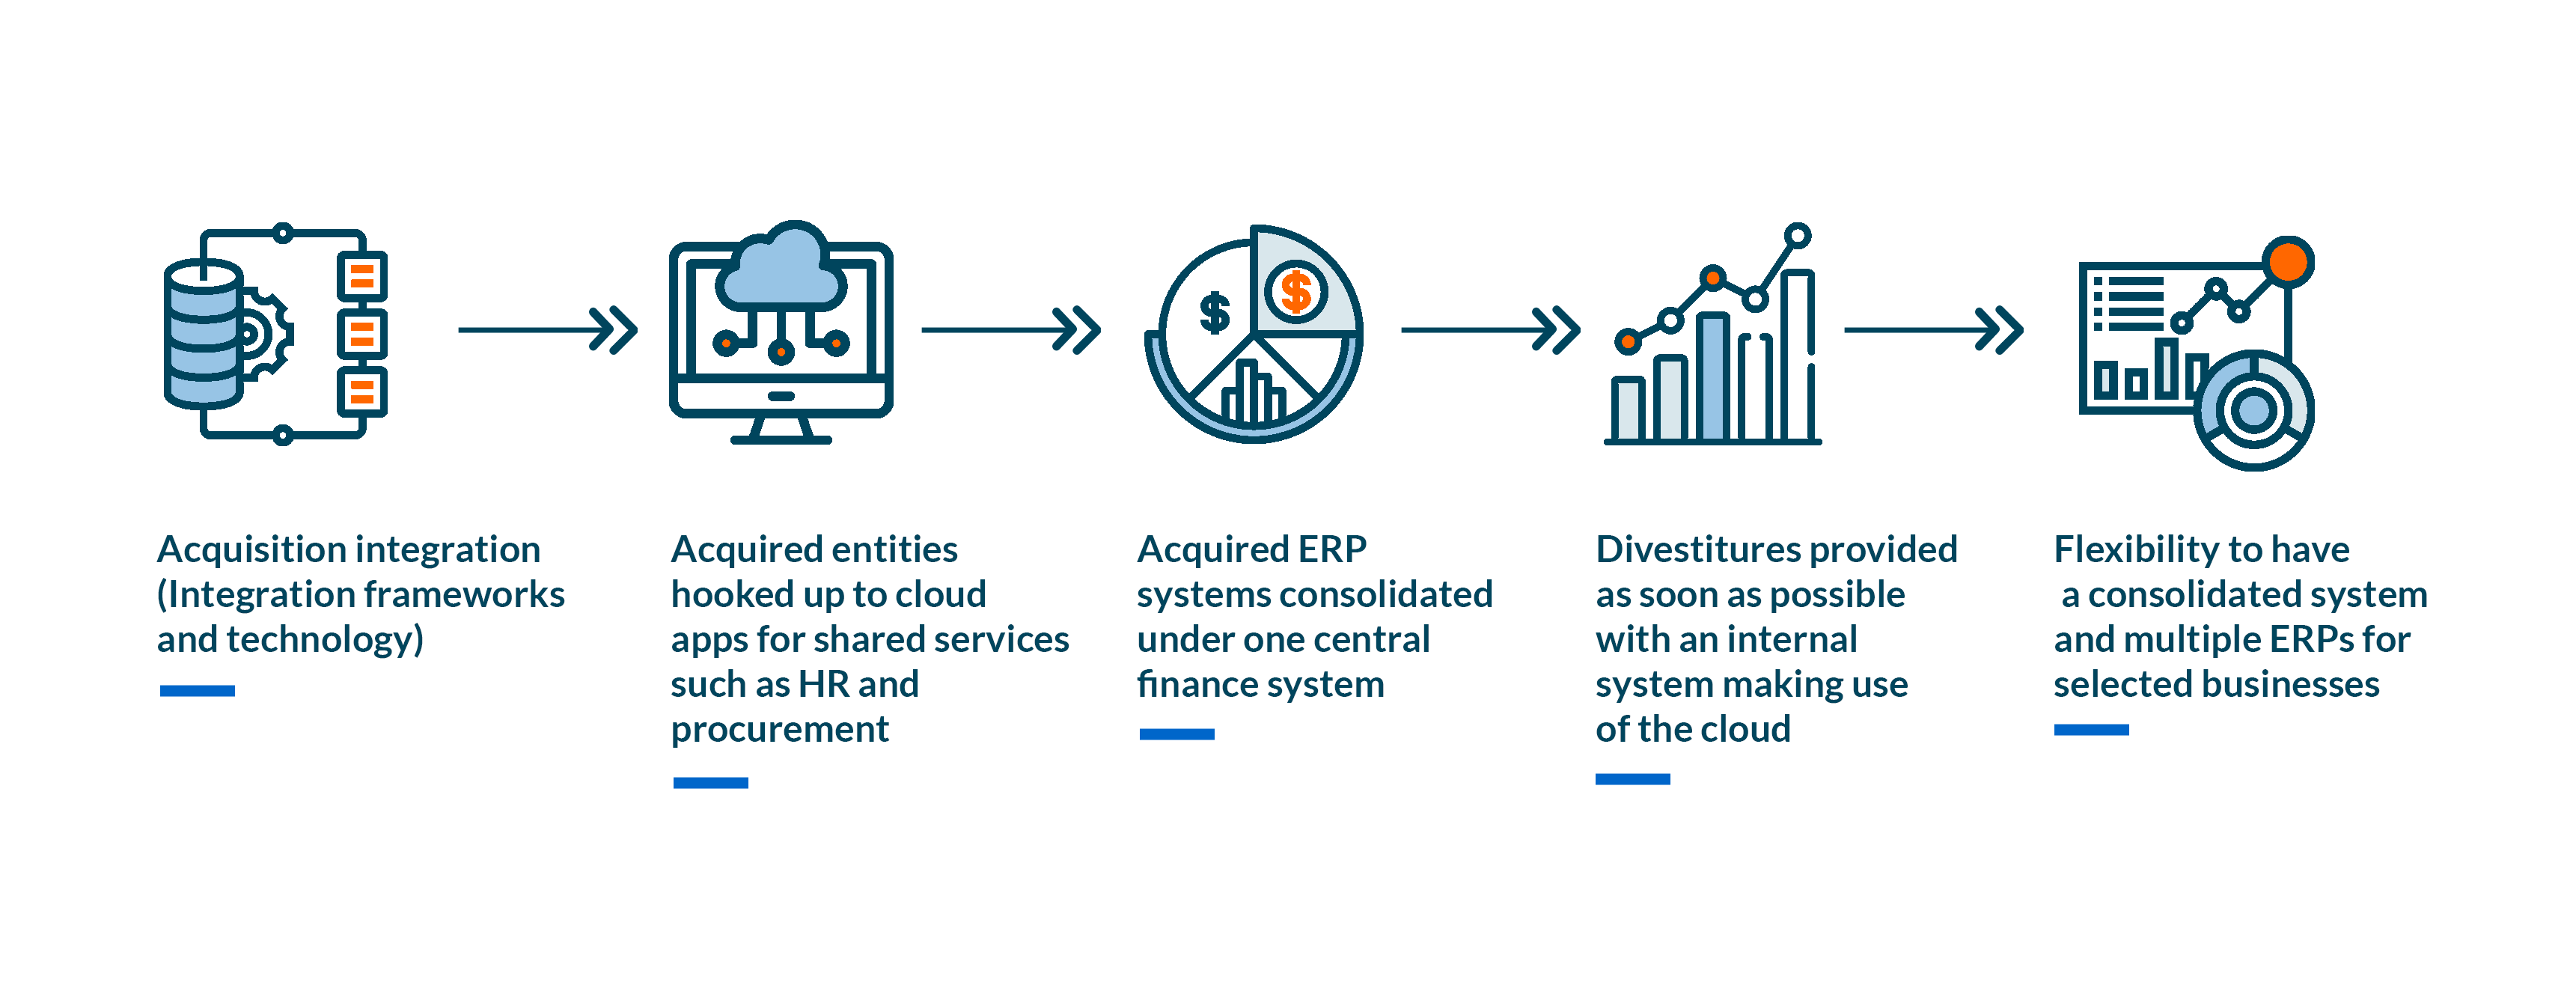 $
$
Acquisition integration
(Integration frameworks
and technology)
Acquired entities
hooked up to cloud
apps for shared services
such as HR and
procurement
Acquired ERP
systems consolidated
under one central
finance system
Divestitures provided
as soon as possible
with an internal
system making use
of the cloud
Flexibility to have
a consolidated system
and multiple ERPs for
selected businesses